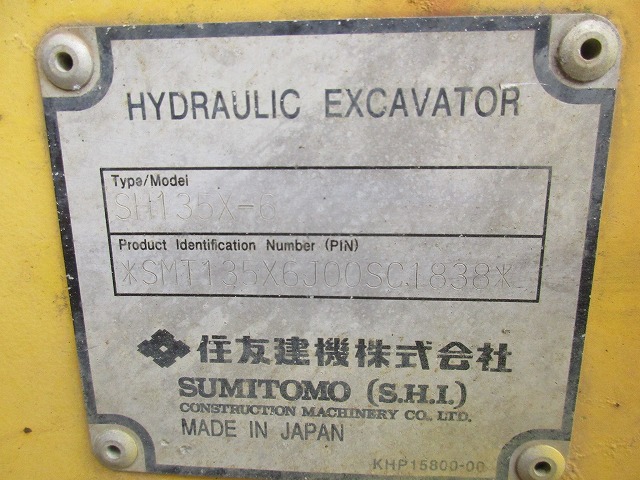 HYDRAULIC EXCAVATOR
Type/Model
SH135X-6
Product Identification Number (PIN)
*SMT135X6J00SC1838*
住友建機株式会社
SUMITOMO (S.H.I.)
CONSTRUCTION MACHINERY CO., LTD.
MADE IN JAPAN
KHP15800-00